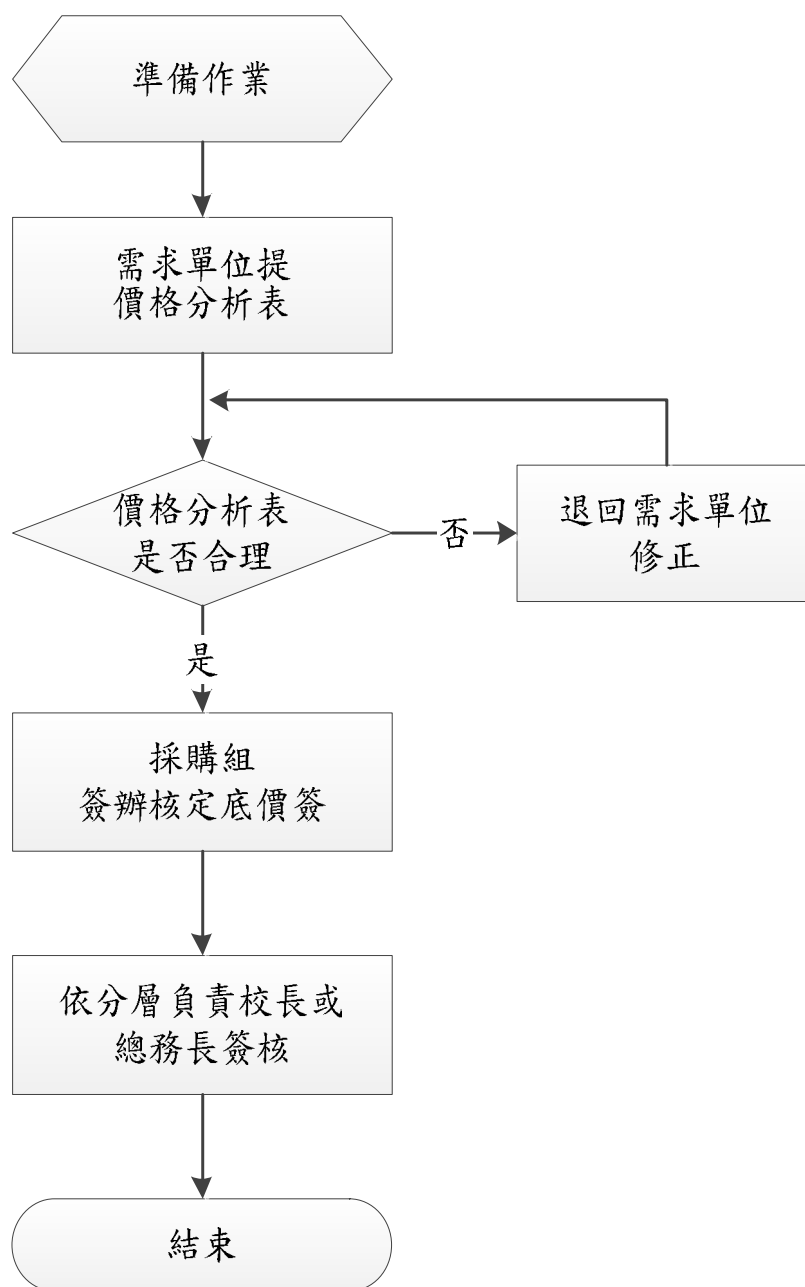 準備作業
需求單位提
價格分析表
價格分析表
是否合理
否
退回需求單位
修正
是
採購組
簽辦核定底價簽
依分層負責校長或
總務長簽核
結束